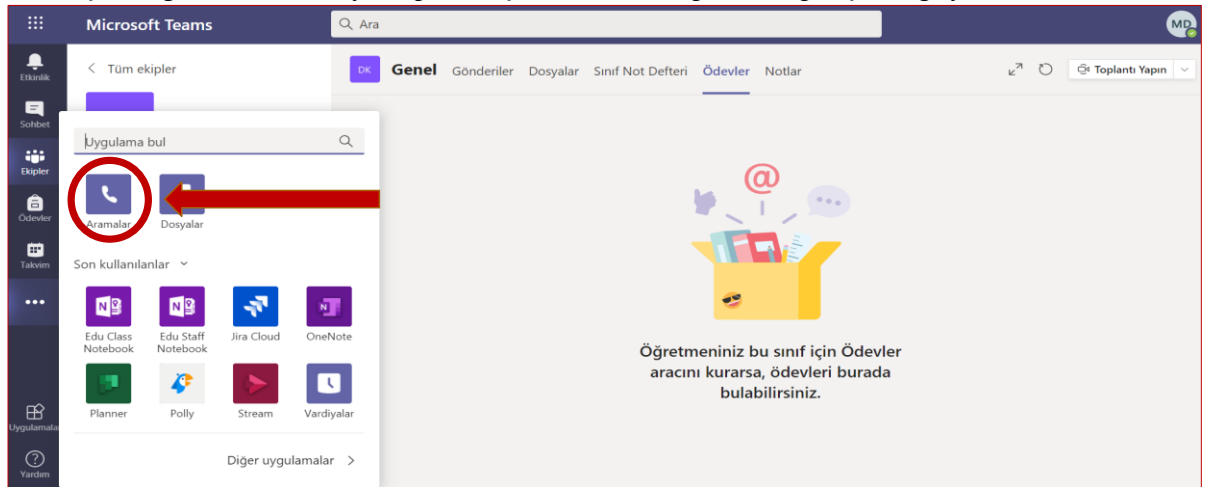 Microsoft Teams
Ara
MD
Etkinlik
Sohbet
Ekipler
Ödevler
Takvim
Uygulamalar
Yardım
Tüm ekipler
DK
Genel Gönderiler Dosyalar Sınıf Not Defteri Ödevler Notlar
Toplantı Yapın
Uygulama bul
Aramalar Dosyalar
Son kullanılanlar
Edu Class Notebook
Edu Staff Notebook
Jira Cloud
OneNote
Planner Polly Stream Vardiyalar
Diğer uygulamalar
Öğretmeniniz bu sınıf için Ödevler
aracını kurarsa, ödevleri burada
bulabilirsiniz.